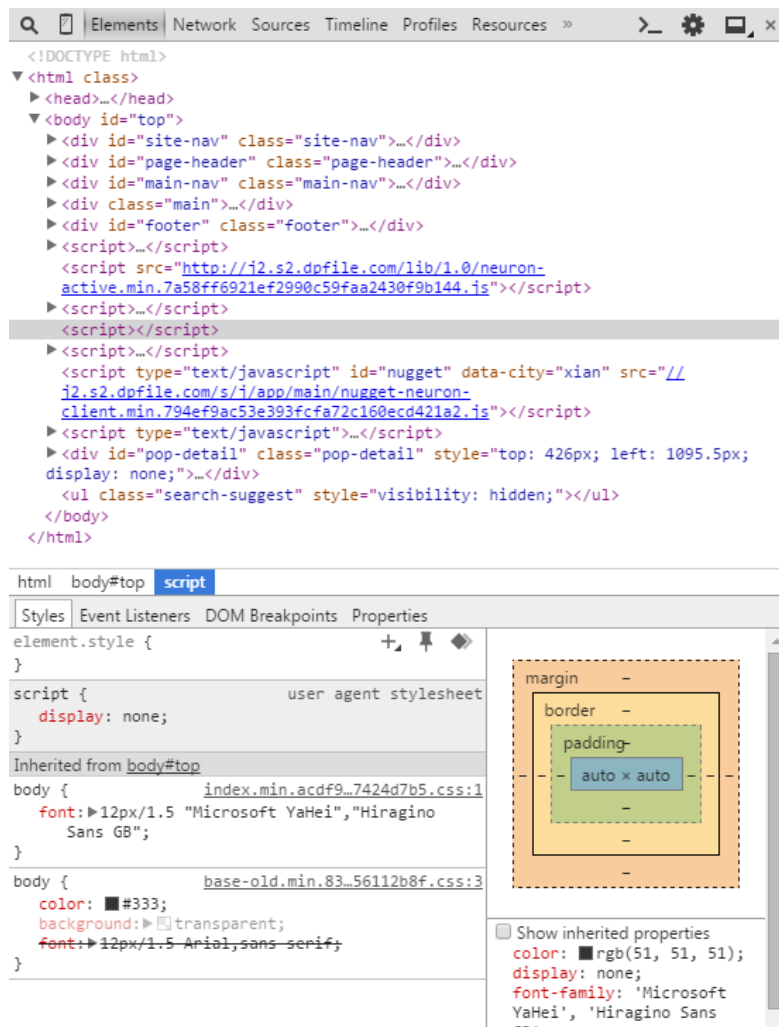 Elements Network Sources Timeline Profiles Resources »
<!DOCTYPE html>
▼<html class>
▶<head>…</head>
▼<body id="top">
▶<div id="site-nav" class="site-nav">…</div>
▶<div id="page-header" class="page-header">…</div>
▶<div id="main-nav" class="main-nav">…</div>
▶<div class="main">…</div>
▶<div id="footer" class="footer">…</div>
▶<script>…</script>
<script src="http://j2.s2.dpfile.com/lib/1.0/neuron-
active.min.7a58ff6921ef2990c59faa2430f9b144.js"></script>
▶<script>…</script>
<script></script>
▶<script>…</script>
<script type="text/javascript" id="nugget" data-city="xian" src="//
j2.s2.dpfile.com/s/j/app/main/nugget-neuron-
client.min.794ef9ac53e393fcfa72c160ecd421a2.js"></script>
▶<script type="text/javascript">…</script>
▶<div id="pop-detail" class="pop-detail" style="top: 426px; left: 1095.5px;
display: none;">…</div>
<ul class="search-suggest" style="visibility: hidden;"></ul>
</body>
</html>
html body#top script
Styles Event Listeners DOM Breakpoints Properties
element.style {
}
script { user agent stylesheet
display: none;
}
Inherited from body#top
body { index.min.acdf9…7424d7b5.css:1
font:▶12px/1.5 "Microsoft YaHei","Hiragino
Sans GB";
}
body { base-old.min.83…56112b8f.css:3
color: #333;
background:▶ transparent;
font:▶12px/1.5 Arial,sans serif;
}
margin –
border –
padding–
– – – auto × auto – – –
–
–
–
Show inherited properties
color: rgb(51, 51, 51);
display: none;
font-family: 'Microsoft
YaHei', 'Hiragino Sans